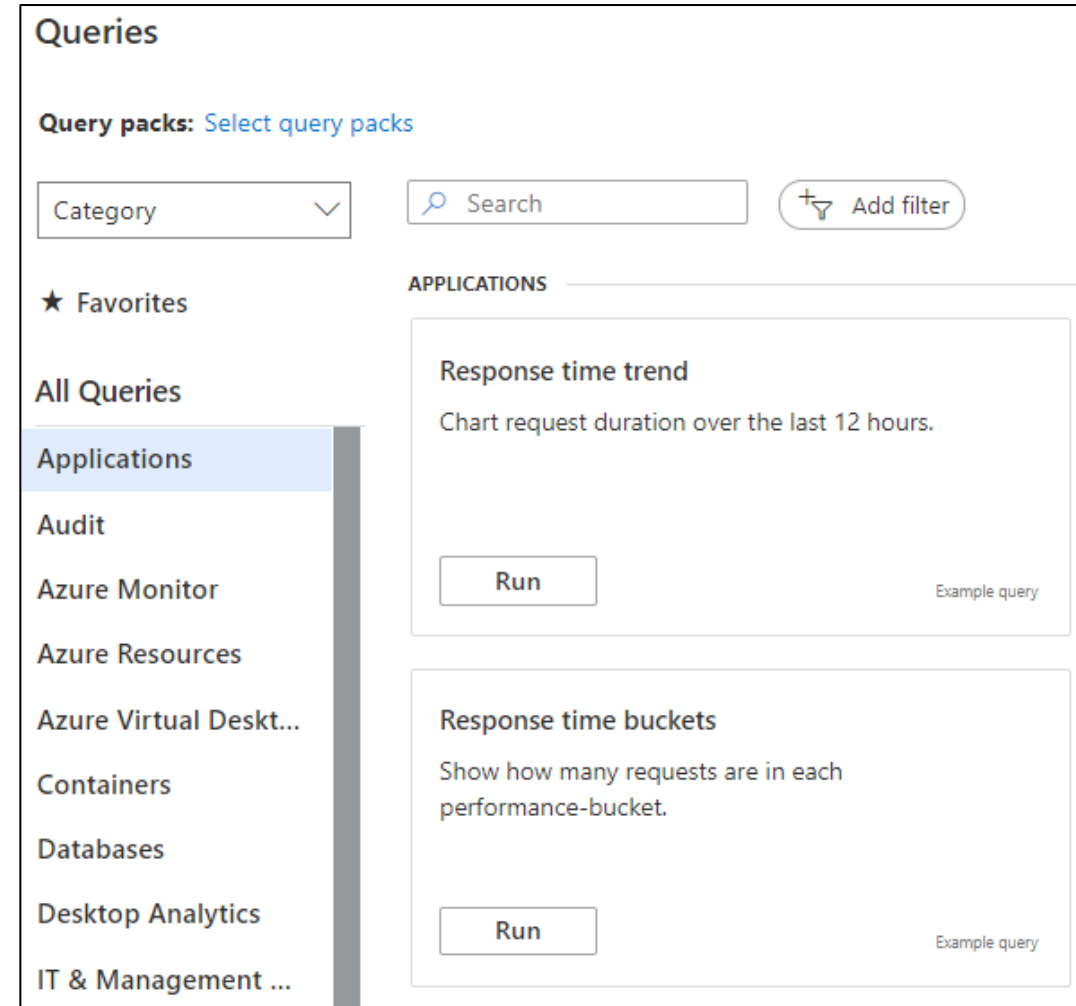 Queries
Query packs: Select query packs
Category
Search
Add filter
★ Favorites
All Queries
Applications
Audit
Azure Monitor
Azure Resources
Azure Virtual Deskt...
Containers
Databases
Desktop Analytics
IT & Management ...
APPLICATIONS
Response time trend
Chart request duration over the last 12 hours.
Run
Example query
Response time buckets
Show how many requests are in each
performance-bucket.
Run
Example query